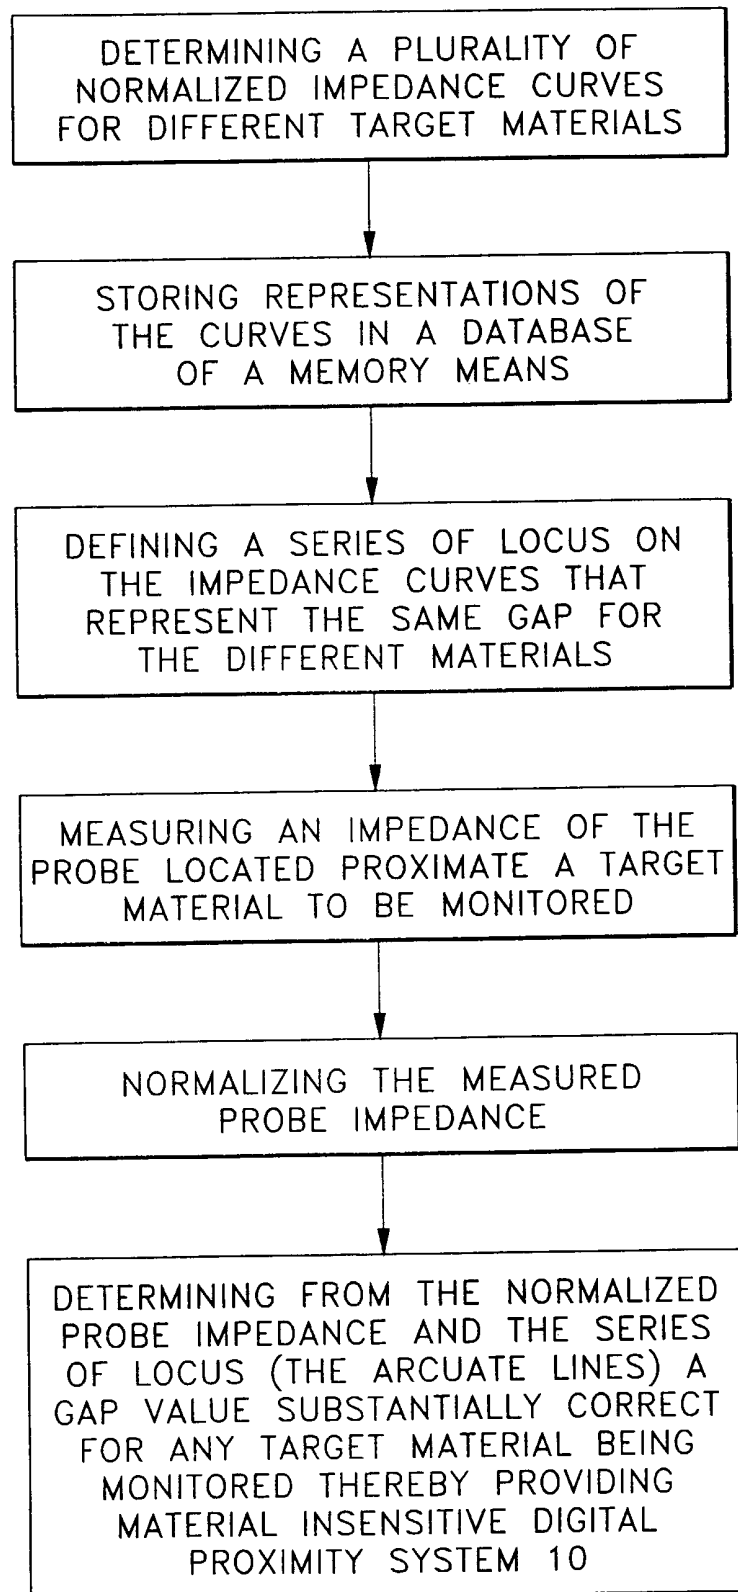 DETERMINING A PLURALITY OF
NORMALIZED IMPEDANCE CURVES
FOR DIFFERENT TARGET MATERIALS
STORING REPRESENTATIONS OF
THE CURVES IN A DATABASE
OF A MEMORY MEANS
DEFINING A SERIES OF LOCUS ON
THE IMPEDANCE CURVES THAT
REPRESENT THE SAME GAP FOR
THE DIFFERENT MATERIALS
MEASURING AN IMPEDANCE OF THE
PROBE LOCATED PROXIMATE A TARGET
MATERIAL TO BE MONITORED
NORMALIZING THE MEASURED
PROBE IMPEDANCE
DETERMINING FROM THE NORMALIZED
PROBE IMPEDANCE AND THE SERIES
OF LOCUS (THE ARCUATE LINES) A
GAP VALUE SUBSTANTIALLY CORRECT
FOR ANY TARGET MATERIAL BEING
MONITORED THEREBY PROVIDING
MATERIAL INSENSITIVE DIGITAL
PROXIMITY SYSTEM 10